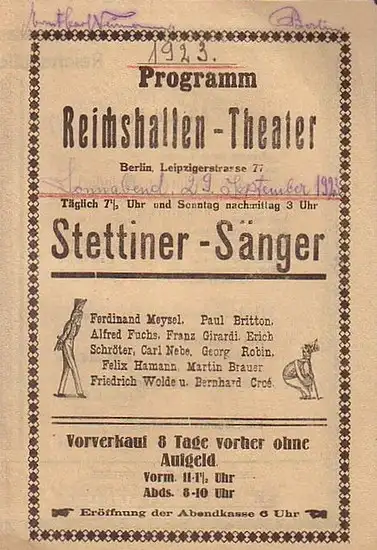 Berlin
1923.
Programm
Reichshallen-Theater
Berlin, Leipzigerstrasse 77
Sonnabend, 29. September 1923
Täglich 7½ Uhr und Sonntag nachmittag 3 Uhr
Stettiner-Sänger
Ferdinand Meysel, Paul Britton,
Alfred Fuchs, Franz Girardi, Erich
Schröter, Carl Nebe, Georg Robin,
Felix Hamann, Martin Brauer
Friedrich Wolde u. Bernhard Croé.
Vorverkauf 8 Tage vorher ohne
Aufgeld.
Vorm. 11-1½ Uhr
Abds. 6-10 Uhr
Eröffnung der Abendkasse 6 Uhr